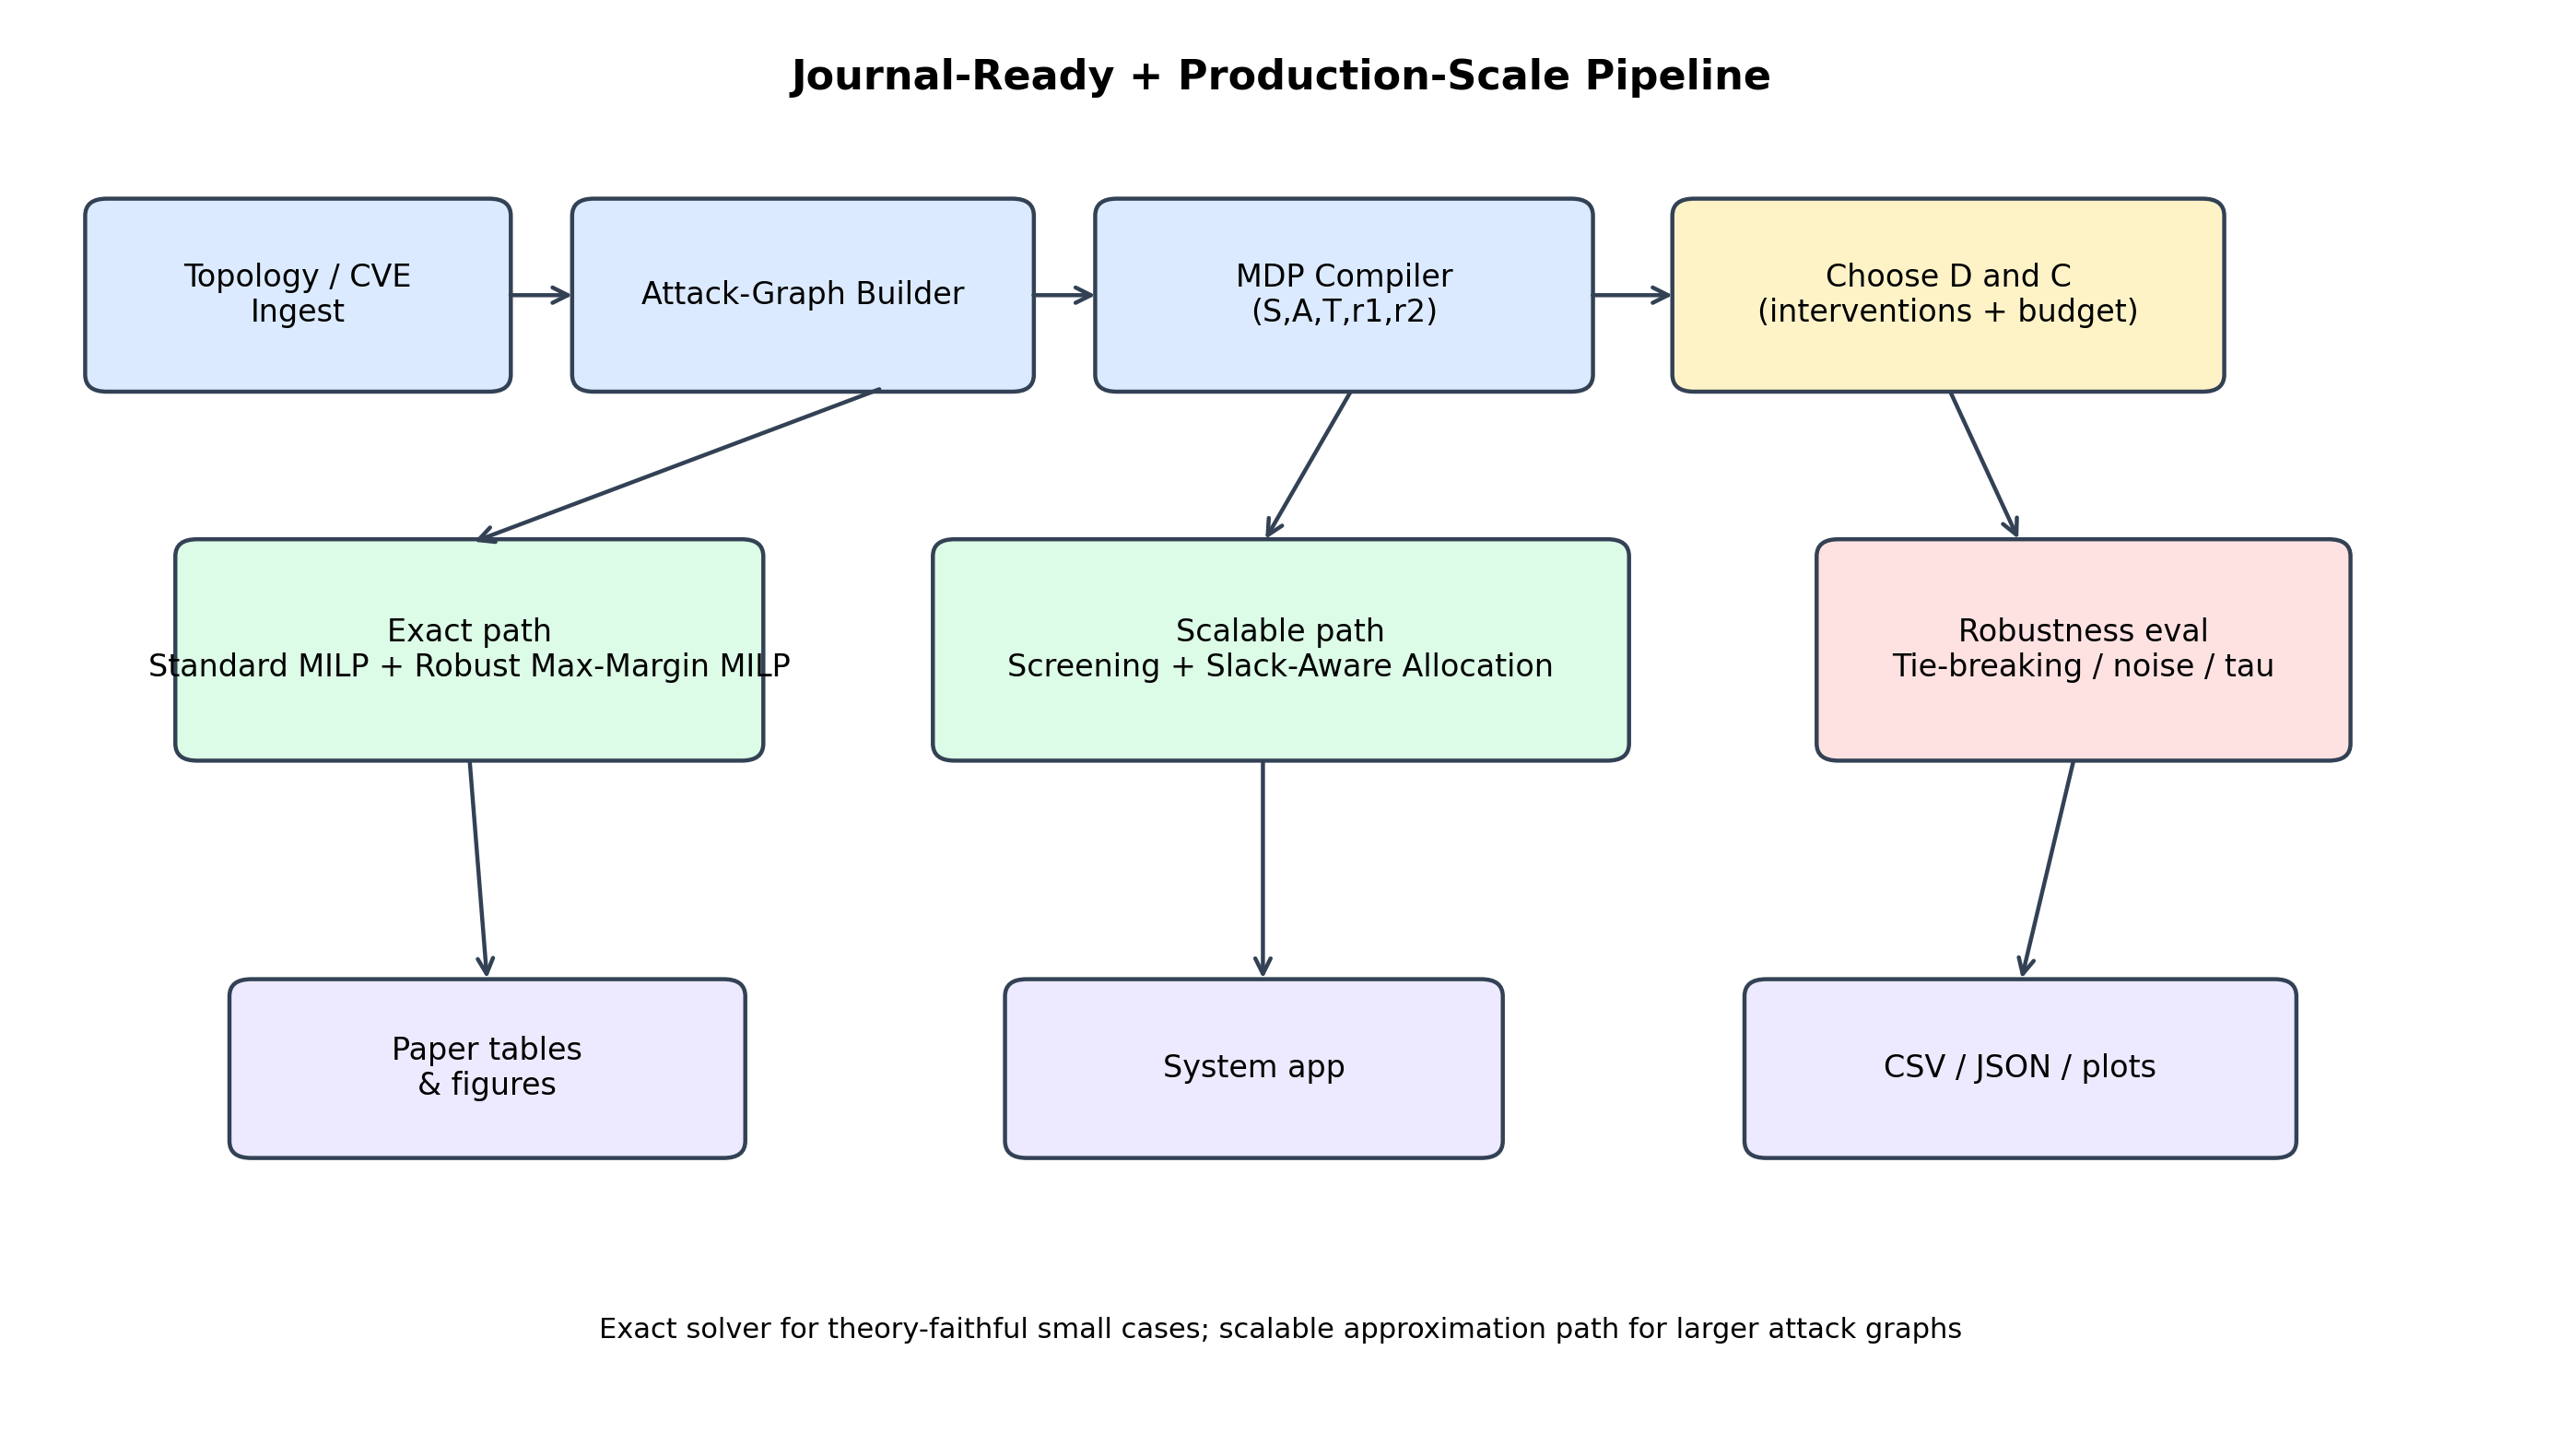 Journal-Ready + Production-Scale Pipeline
Topology / CVE
Ingest
Attack-Graph Builder
MDP Compiler
(S,A,T,r1,r2)
Choose D and C
(interventions + budget)
Exact path
Standard MILP + Robust Max-Margin MILP
Scalable path
Screening + Slack-Aware Allocation
Robustness eval
Tie-breaking / noise / tau
Paper tables
& figures
System app
CSV / JSON / plots
Exact solver for theory-faithful small cases; scalable approximation path for larger attack graphs